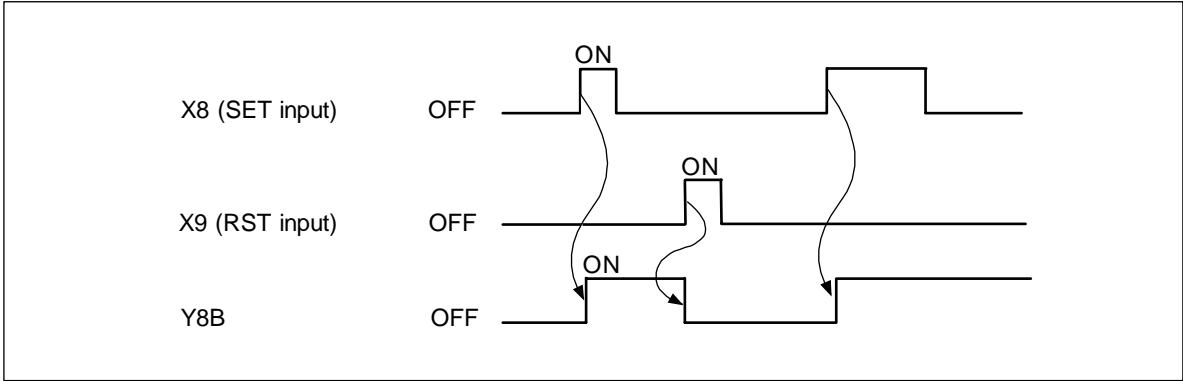 ON
X8 (SET input) OFF
ON
X9 (RST input) OFF
ON
Y8B OFF